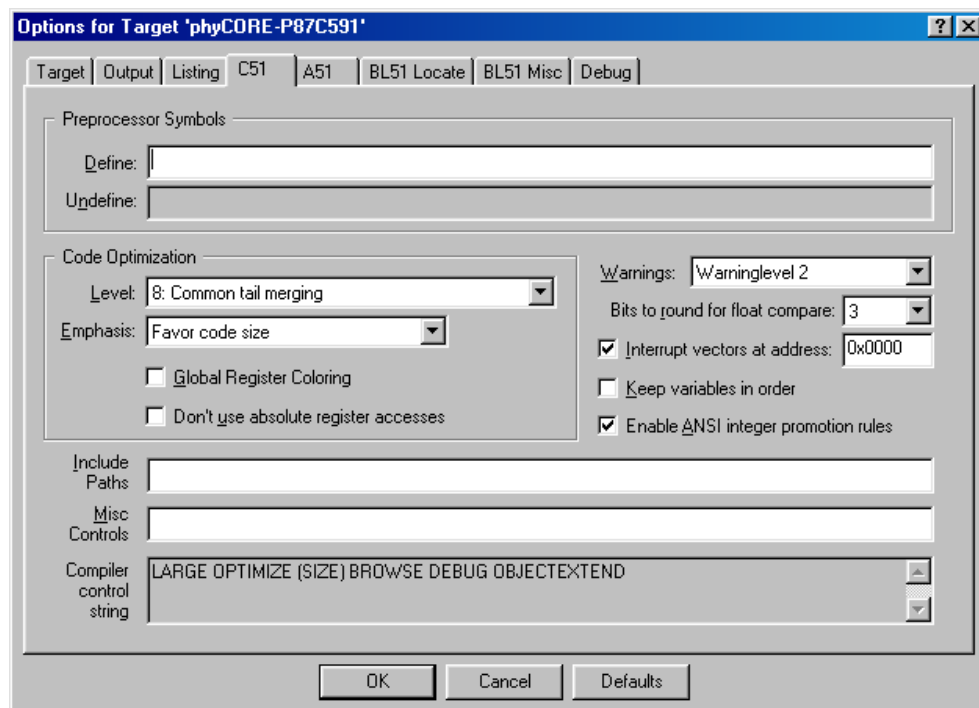 Options for Target 'phyCORE-P87C591'
Target Output Listing C51 A51 BL51 Locate BL51 Misc Debug
Preprocessor Symbols
Define:
Undefine:
Code Optimization
Level: 8: Common tail merging
Emphasis: Favor code size
Global Register Coloring
Don't use absolute register accesses
Warnings: Warninglevel 2
Bits to round for float compare: 3
Interrupt vectors at address: 0x0000
Keep variables in order
Enable ANSI integer promotion rules
Include
Paths
Misc
Controls
Compiler
control
string
LARGE OPTIMIZE (SIZE) BROWSE DEBUG OBJECTEXTEND
OK Cancel Defaults